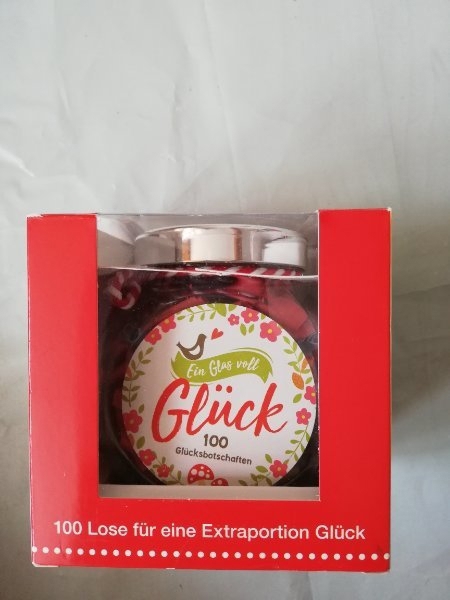 Ein Glas voll
Glück
100
Glücksbotschaften
100 Lose für eine Extraportion Glück